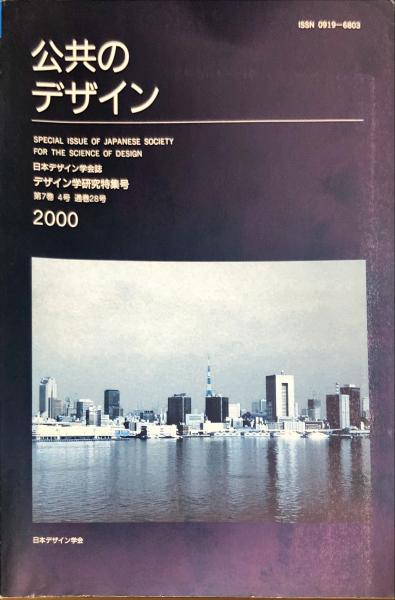 ISSN 0919-6803
公共の
デザイン
SPECIAL ISSUE OF JAPANESE SOCIETY
FOR THE SCIENCE OF DESIGN
日本デザイン学会誌
デザイン学研究特集号
第7巻 4号 通巻28号
2000
日本デザイン学会